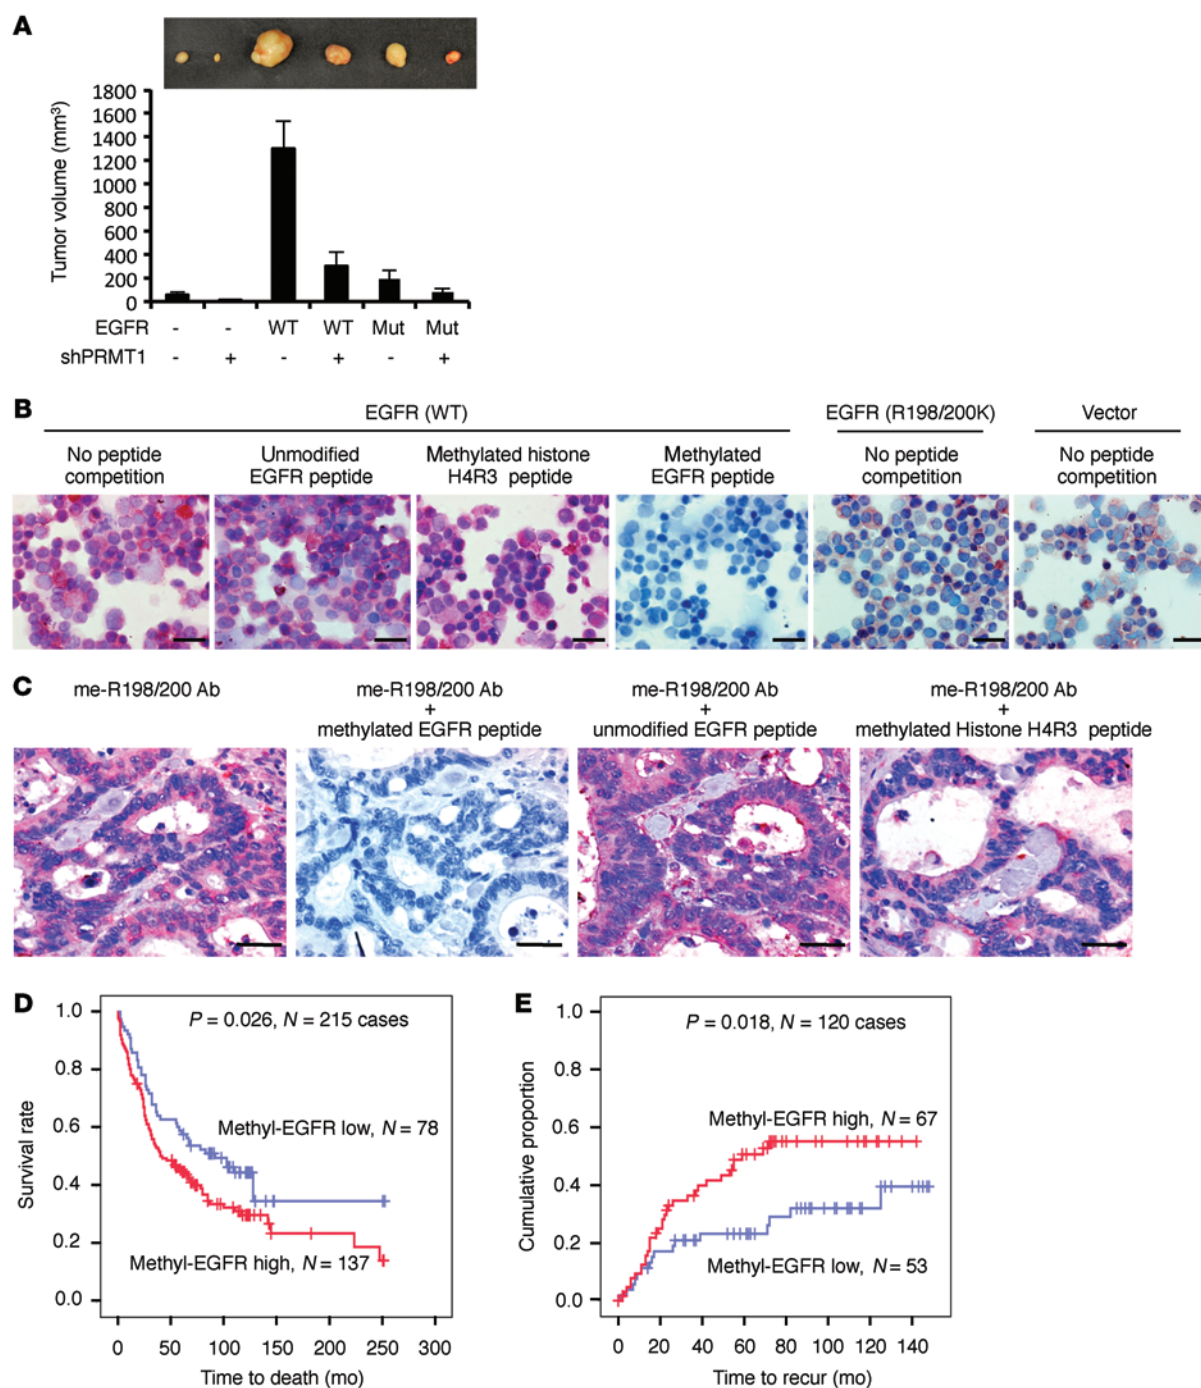 A
Tumor volume (mm³)
1800
1600
1400
1200
1000
800
600
400
200
0
EGFR - - WT WT Mut Mut
shPRMT1 - + - + - +
B
EGFR (WT) EGFR (R198/200K) Vector
No peptide competition
Unmodified EGFR peptide
Methylated histone H4R3 peptide
Methylated EGFR peptide
No peptide competition
No peptide competition
C
me-R198/200 Ab
me-R198/200 Ab
+
methylated EGFR peptide
me-R198/200 Ab
+
unmodified EGFR peptide
me-R198/200 Ab
+
methylated Histone H4R3 peptide
D
P = 0.026, N = 215 cases
Survival rate
1.0
0.8
0.6
0.4
0.2
0.0
Methyl-EGFR low, N = 78
Methyl-EGFR high, N = 137
0 50 100 150 200 250 300
Time to death (mo)
E
P = 0.018, N = 120 cases
Cumulative proportion
1.0
0.8
0.6
0.4
0.2
0.0
Methyl-EGFR high, N = 67
Methyl-EGFR low, N = 53
0 20 40 60 80 100 120 140
Time to recur (mo)